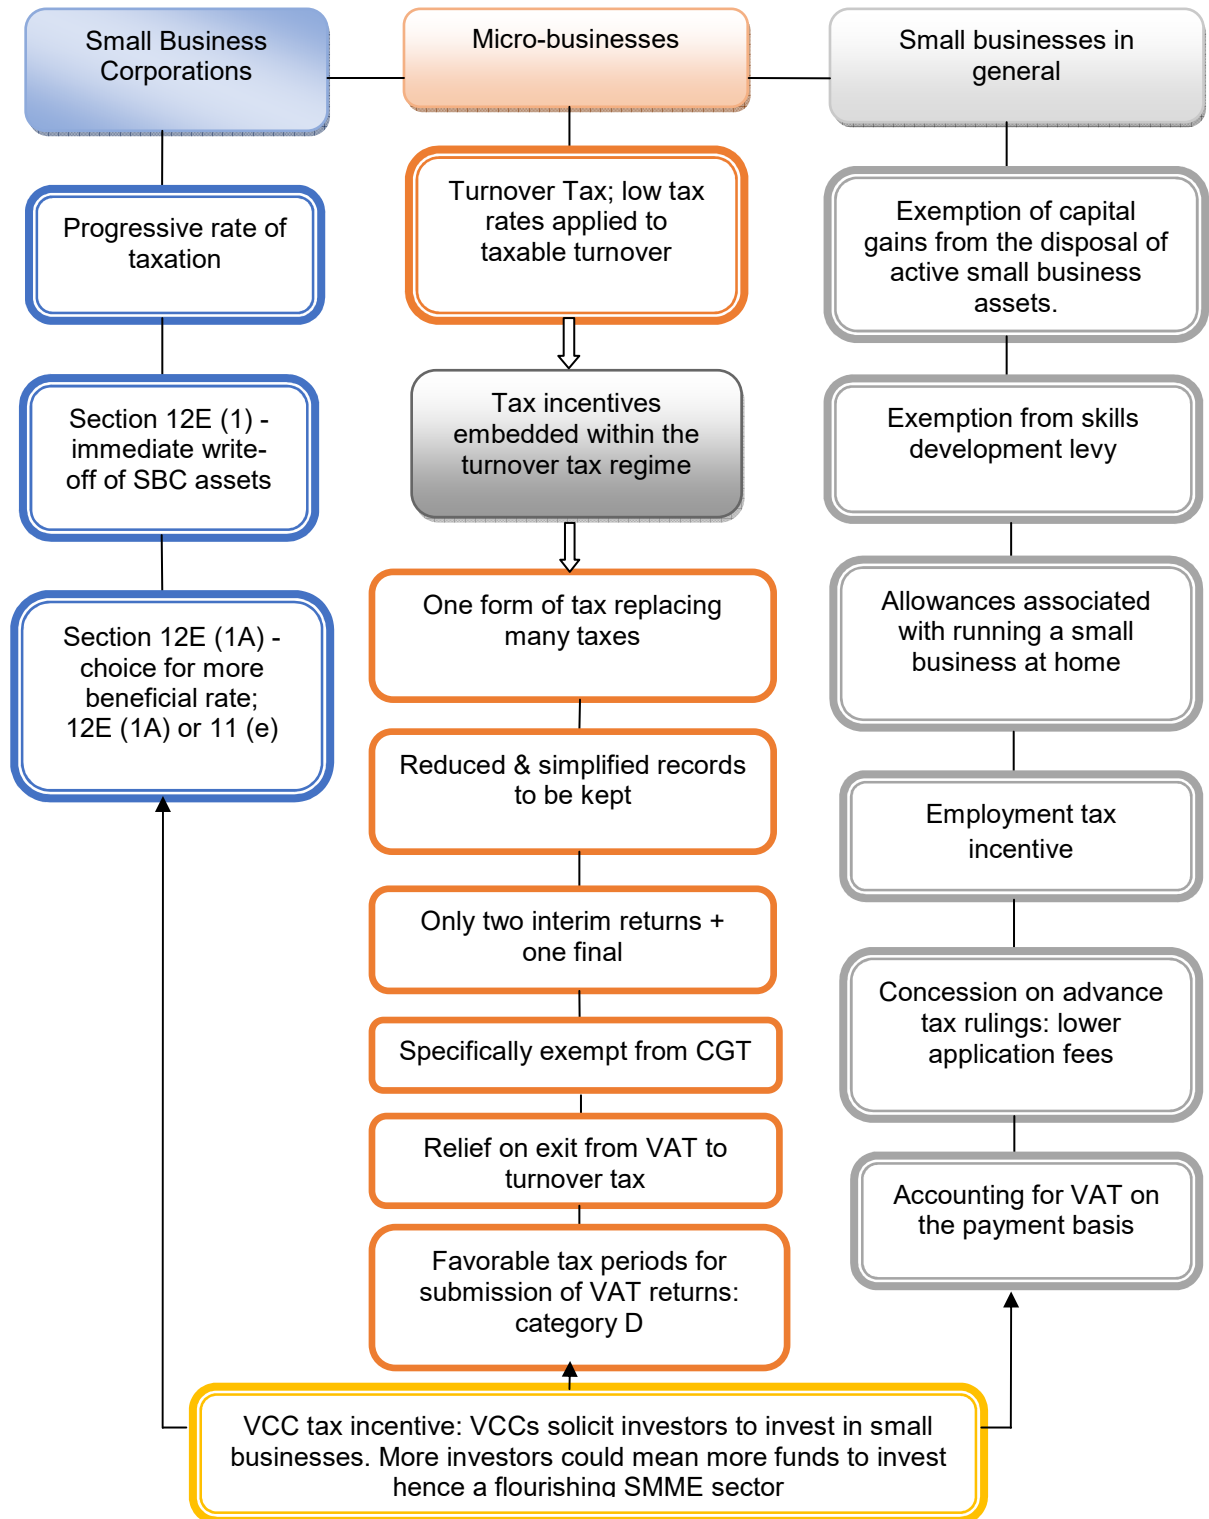 Small Business
Corporations
Micro-businesses
Small businesses in
general
Progressive rate of
taxation
Section 12E (1) -
immediate write-
off of SBC assets
Section 12E (1A) -
choice for more
beneficial rate;
12E (1A) or 11 (e)
Turnover Tax; low tax
rates applied to
taxable turnover
Tax incentives
embedded within the
turnover tax regime
One form of tax replacing
many taxes
Reduced & simplified records
to be kept
Only two interim returns +
one final
Specifically exempt from CGT
Relief on exit from VAT to
turnover tax
Favorable tax periods for
submission of VAT returns:
category D
Exemption of capital
gains from the disposal of
active small business
assets.
Exemption from skills
development levy
Allowances associated
with running a small
business at home
Employment tax
incentive
Concession on advance
tax rulings: lower
application fees
Accounting for VAT on
the payment basis
VCC tax incentive: VCCs solicit investors to invest in small
businesses. More investors could mean more funds to invest
hence a flourishing SMME sector